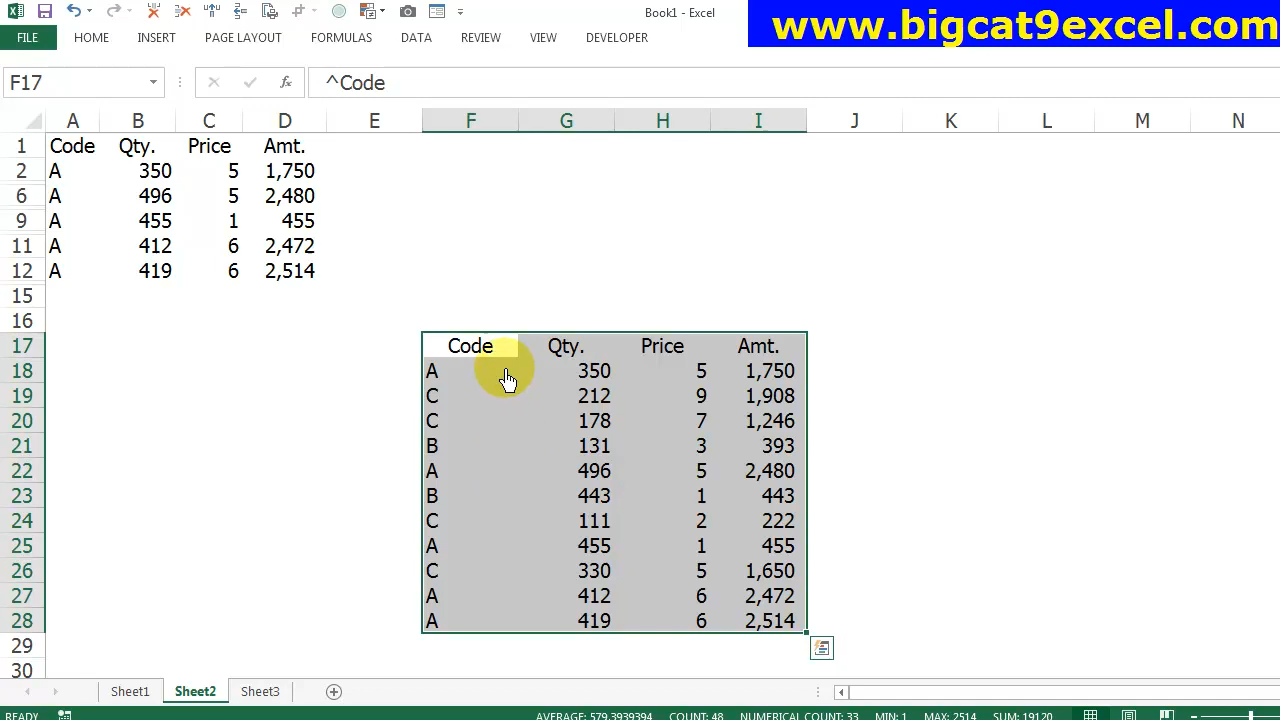 Book1 - Excel
www.bigcat9excel.com
FILE HOME INSERT PAGE LAYOUT FORMULAS DATA REVIEW VIEW DEVELOPER
F17 fx ^Code
A B C D E F G H I J K L M N
1 Code Qty. Price Amt.
2 A 350 5 1,750
6 A 496 5 2,480
9 A 455 1 455
11 A 412 6 2,472
12 A 419 6 2,514
15
16
17 Code Qty. Price Amt.
18 A 350 5 1,750
19 C 212 9 1,908
20 C 178 7 1,246
21 B 131 3 393
22 A 496 5 2,480
23 B 443 1 443
24 C 111 2 222
25 A 455 1 455
26 C 330 5 1,650
27 A 412 6 2,472
28 A 419 6 2,514
29
30
Sheet1 Sheet2 Sheet3
READY AVERAGE: 579.3939394 COUNT: 48 NUMERICAL COUNT: 33 MIN: 1 MAX: 2514 SUM: 19120